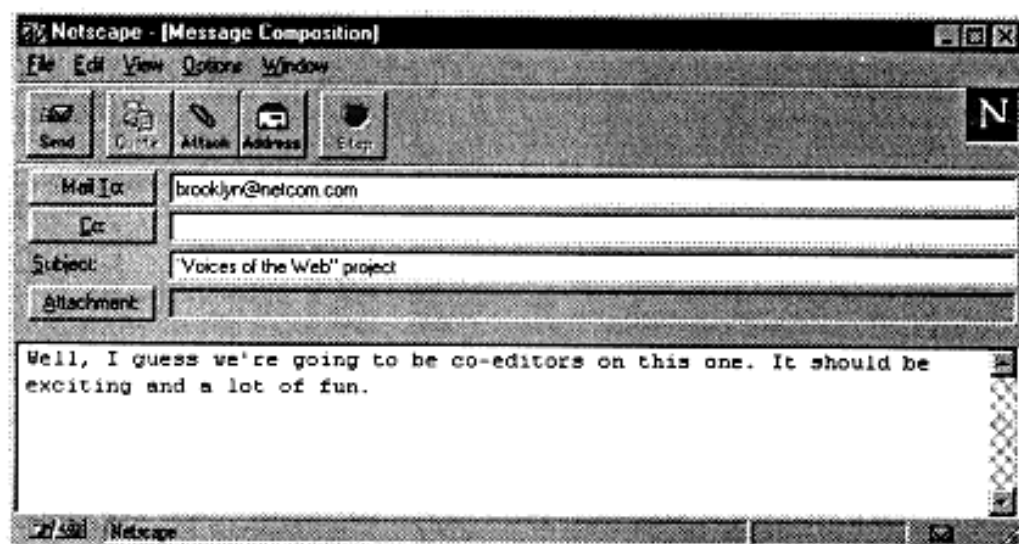 Netscape - [Message Composition]
File Edit View Options Window
Send Quote Attach Address Stop
N
Mail To: brooklyn@netcom.com
Cc:
Subject: "Voices of the Web" project
Attachment:
Well, I guess we're going to be co-editors on this one. It should be
exciting and a lot of fun.
Netscape